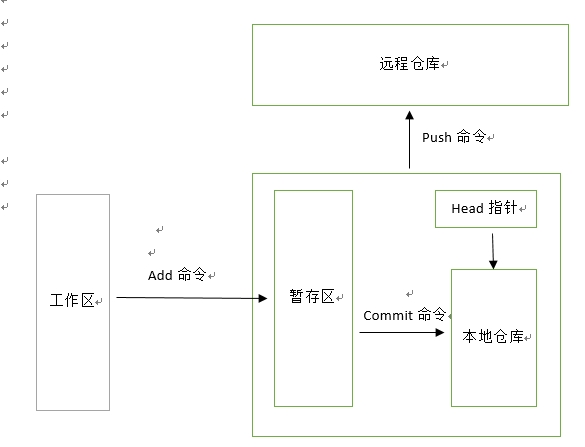 远程仓库
Push 命令
Head 指针
Add 命令
工作区
暂存区
Commit 命令
本地仓库